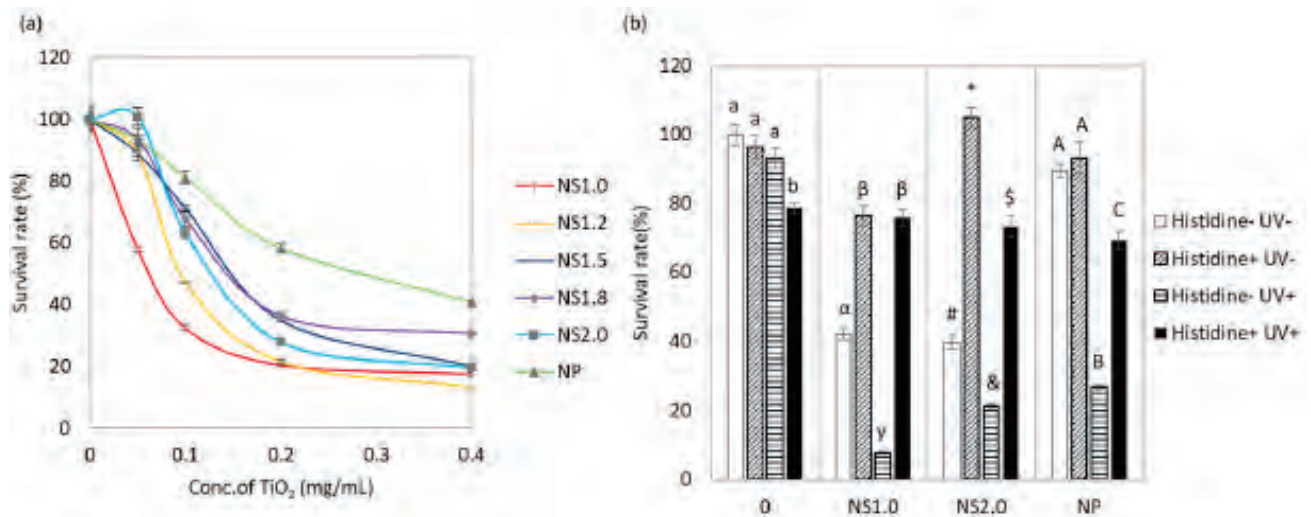 (a)
120
100
80
60
40
20
0
Survival rate (%)
0 0.1 0.2 0.3 0.4
Conc.of TiO₂ (mg/mL)
NS1.0
NS1.2
NS1.5
NS1.8
NS2.0
NP
(b)
120
100
80
60
40
20
0
Survival rate(%)
a a a b
α β γ β
# * & $
A A B C
0 NS1.0 NS2.0 NP
Histidine- UV-
Histidine+ UV-
Histidine- UV+
Histidine+ UV+